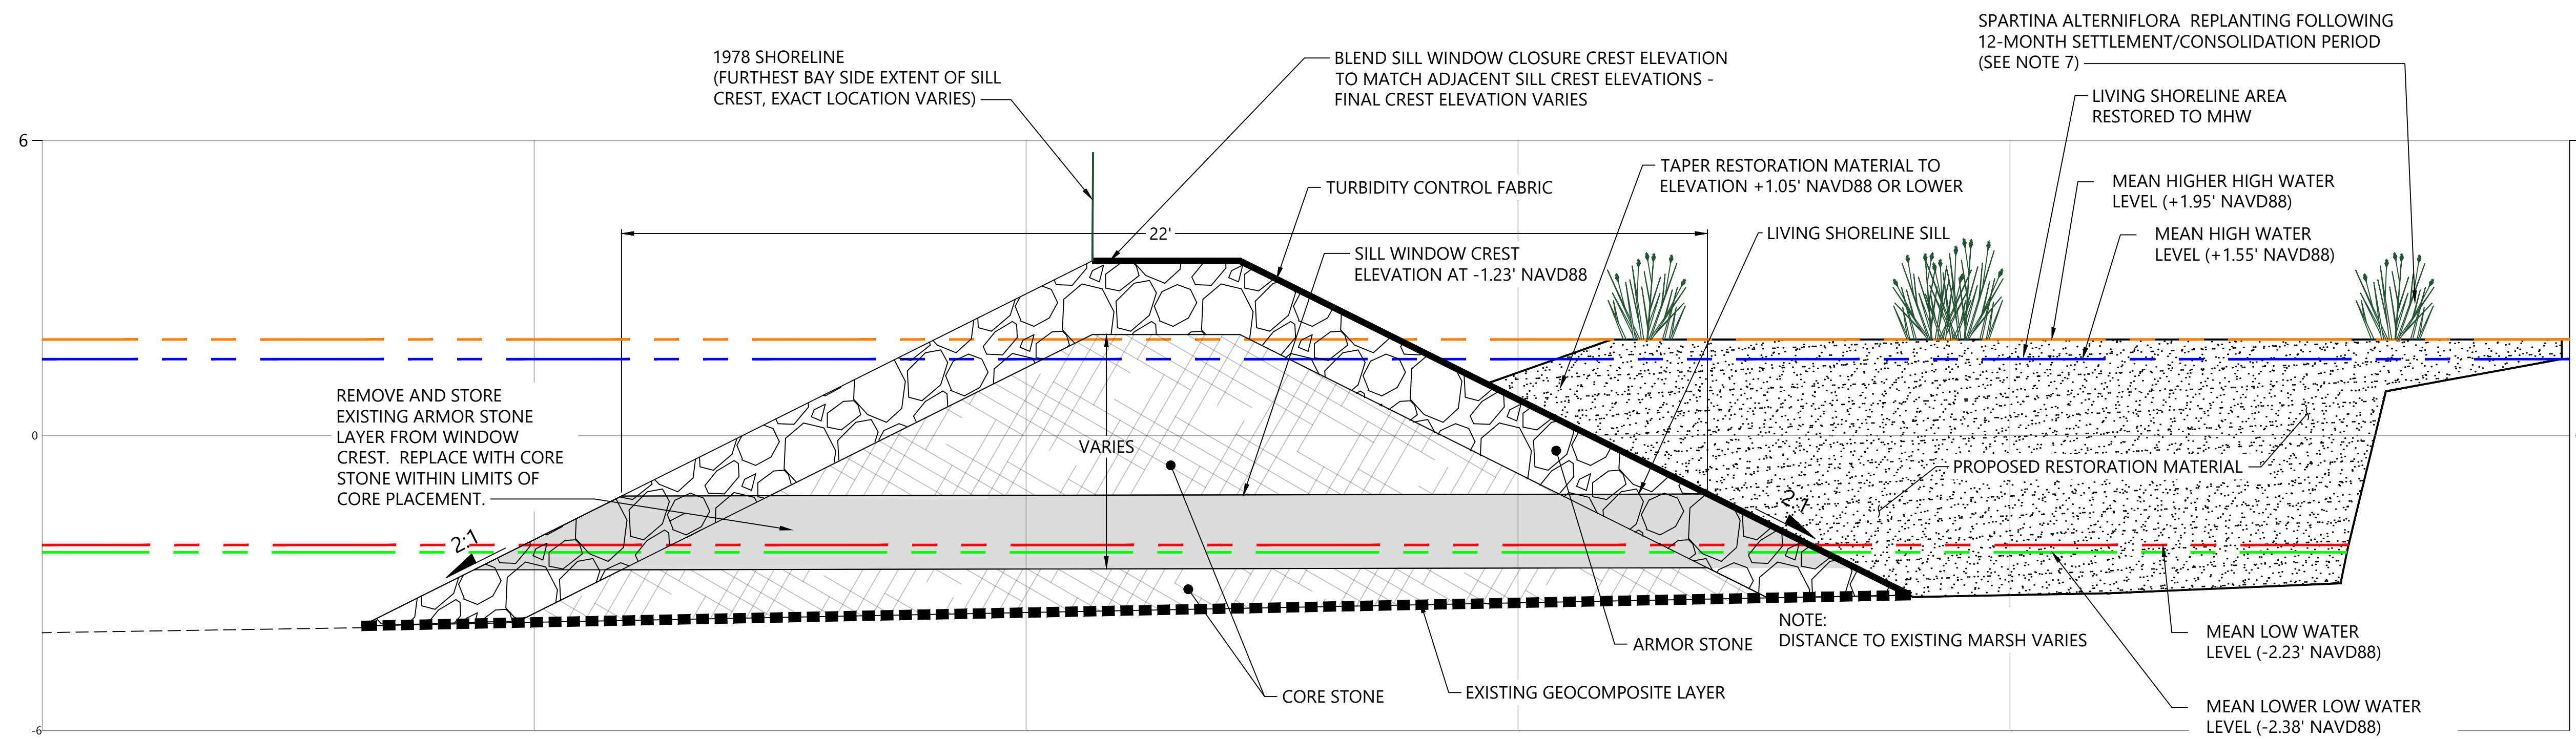 SPARTINA ALTERNIFLORA  REPLANTING FOLLOWING
12-MONTH SETTLEMENT/CONSOLIDATION PERIOD
(SEE NOTE 7)
1978 SHORELINE
(FURTHEST BAY SIDE EXTENT OF SILL
CREST, EXACT LOCATION VARIES)
BLEND SILL WINDOW CLOSURE CREST ELEVATION
TO MATCH ADJACENT SILL CREST ELEVATIONS -
FINAL CREST ELEVATION VARIES
LIVING SHORELINE AREA
RESTORED TO MHW
6
TAPER RESTORATION MATERIAL TO
ELEVATION +1.05' NAVD88 OR LOWER
TURBIDITY CONTROL FABRIC
MEAN HIGHER HIGH WATER
LEVEL (+1.95' NAVD88)
22'
LIVING SHORELINE SILL
MEAN HIGH WATER
LEVEL (+1.55' NAVD88)
SILL WINDOW CREST
ELEVATION AT -1.23' NAVD88
REMOVE AND STORE
EXISTING ARMOR STONE
LAYER FROM WINDOW
CREST.  REPLACE WITH CORE
STONE WITHIN LIMITS OF
CORE PLACEMENT.
0
VARIES
PROPOSED RESTORATION MATERIAL
2:1
2:1
NOTE:
DISTANCE TO EXISTING MARSH VARIES
ARMOR STONE
MEAN LOW WATER
LEVEL (-2.23' NAVD88)
EXISTING GEOCOMPOSITE LAYER
CORE STONE
MEAN LOWER LOW WATER
LEVEL (-2.38' NAVD88)
-6